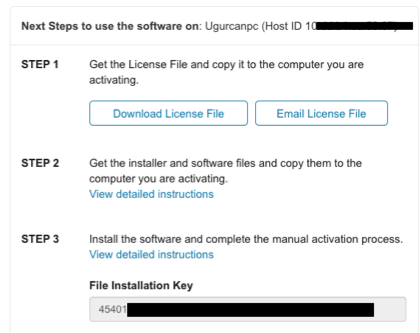 Next Steps to use the software on: Ugurcanpc (Host ID 10
STEP 1 Get the License File and copy it to the computer you are
activating.
Download License File Email License File
STEP 2 Get the installer and software files and copy them to the
computer you are activating.
View detailed instructions
STEP 3 Install the software and complete the manual activation process.
View detailed instructions
File Installation Key
45401